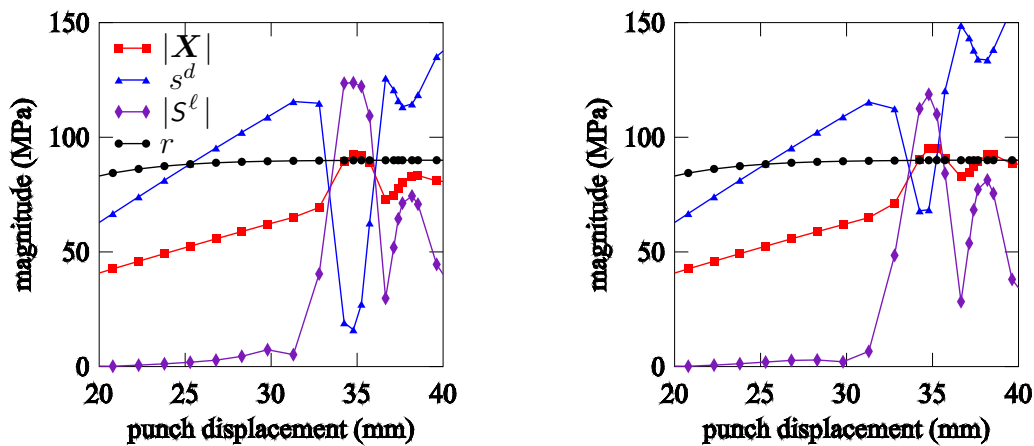 150
100
50
0
magnitude (MPa)
|X|
s^d
|S^ℓ|
r
20 25 30 35 40
punch displacement (mm)
150
100
50
0
magnitude (MPa)
20 25 30 35 40
punch displacement (mm)